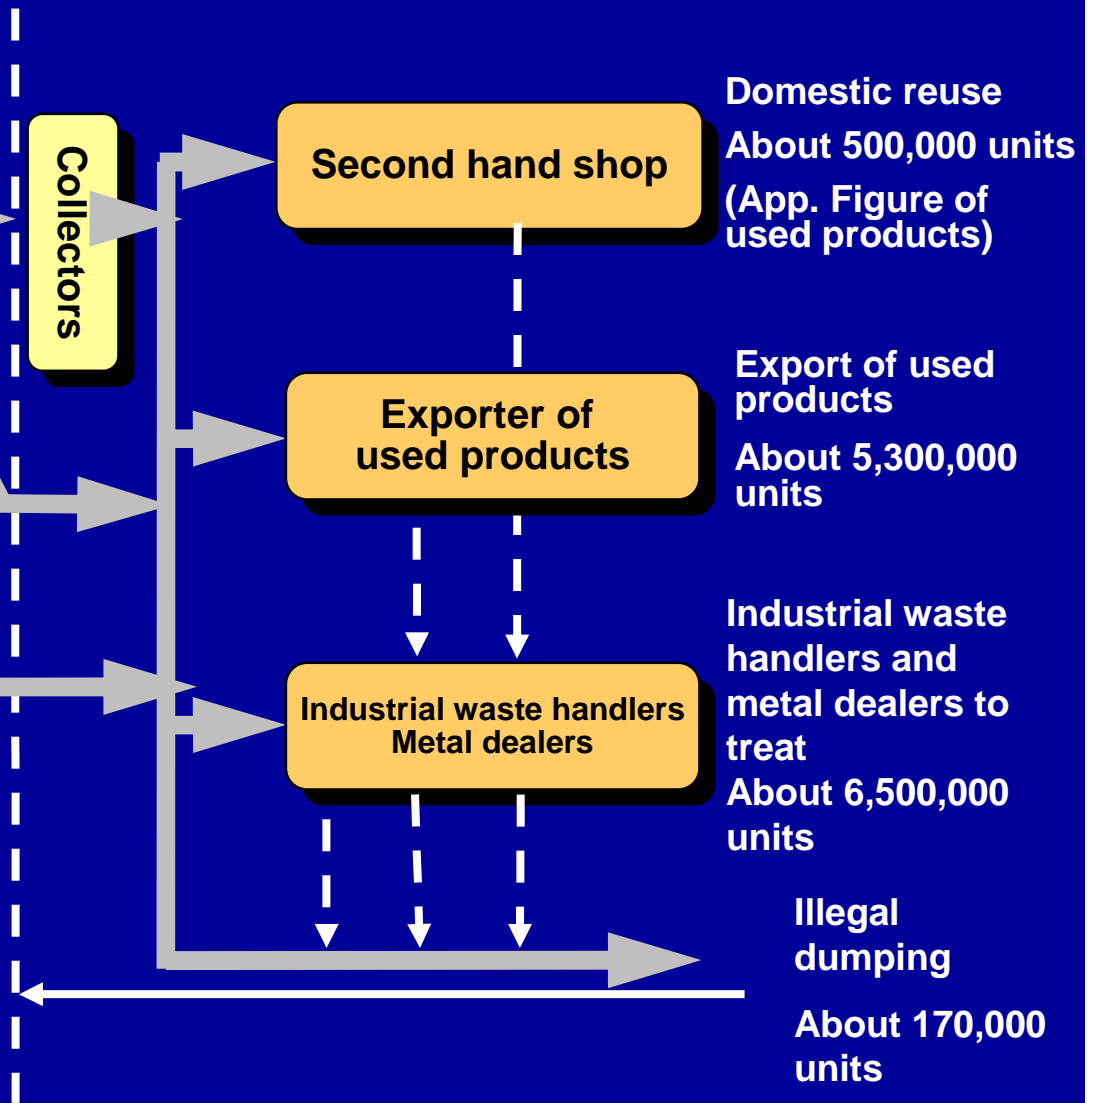 Collectors
Second hand shop
Domestic reuse
About 500,000 units
(App. Figure of
used products)
Exporter of
used products
Export of used
products
About 5,300,000
units
Industrial waste handlers
Metal dealers
Industrial waste
handlers and
metal dealers to
treat
About 6,500,000
units
Illegal
dumping
About 170,000
units